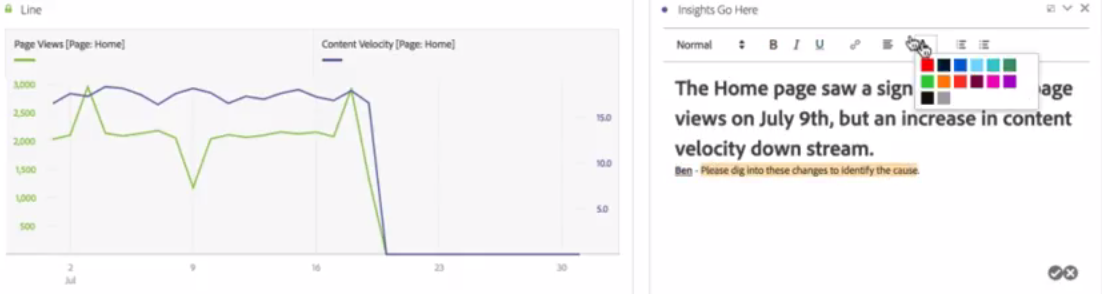 Line
Page Views [Page: Home]
Content Velocity [Page: Home]
3,000
2,500
2,000
1,500
1,000
500
15.0
10.0
5.0
2
9
16
23
30
Jul
Insights Go Here
Normal
B I U
The Home page saw a sign page
views on July 9th, but an increase in content
velocity down stream.
Ben - Please dig into these changes to identify the cause.